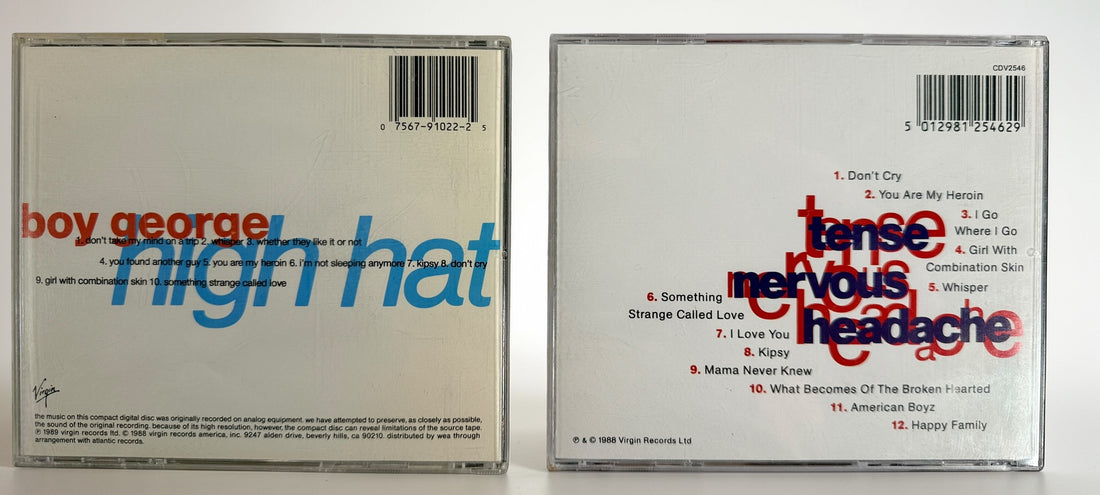 0 7567-91022-2 5
boy george
high hat
1. don't take my mind on a trip 2. whisper 3. whether they like it or not
4. you found another guy 5. you are my heroin 6. i'm not sleeping anymore 7. kipsy 8. don't cry
9. girl with combination skin 10. something strange called love
Virgin
the music on this compact digital disc was originally recorded on analog equipment. we have attempted to preserve, as closely as possible,
the sound of the original recording. because of its high resolution, however, the compact disc can reveal limitations of the source tape.
℗ 1989 virgin records ltd. © 1988 virgin records america, inc. 9247 alden drive, beverly hills, ca 90210. distributed by wea through
arrangement with atlantic records.
CDV2546
5 012981 254629
1. Don't Cry
2. You Are My Heroin
3. I Go
Where I Go
4. Girl With
Combination Skin
5. Whisper
tense
tense
nervous
nervous
headache
headache
6. Something
Strange Called Love
7. I Love You
8. Kipsy
9. Mama Never Knew
10. What Becomes Of The Broken Hearted
11. American Boyz
12. Happy Family
℗ & © 1988 Virgin Records Ltd